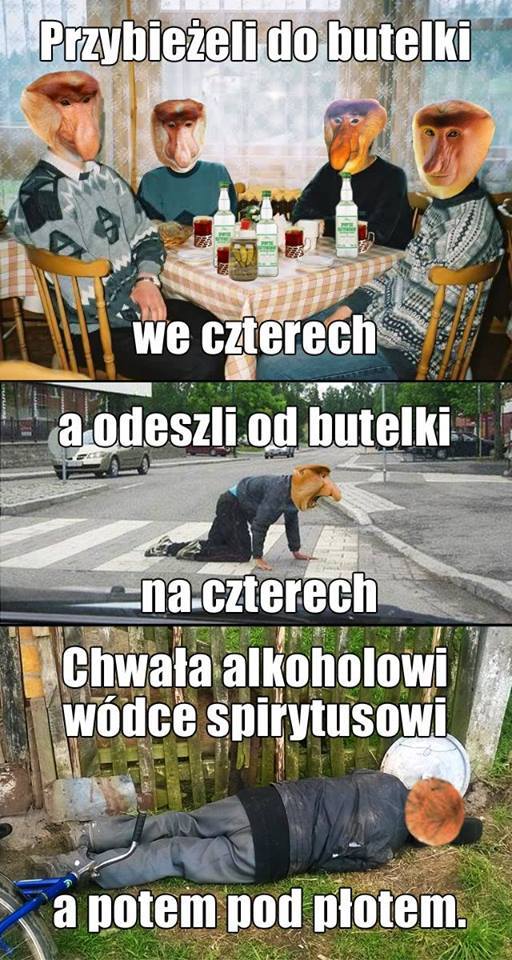 Przybieżeli do butelki
we czterech
a odeszli od butelki
na czterech
Chwała alkoholowi
wódce spirytusowi
a potem pod płotem.